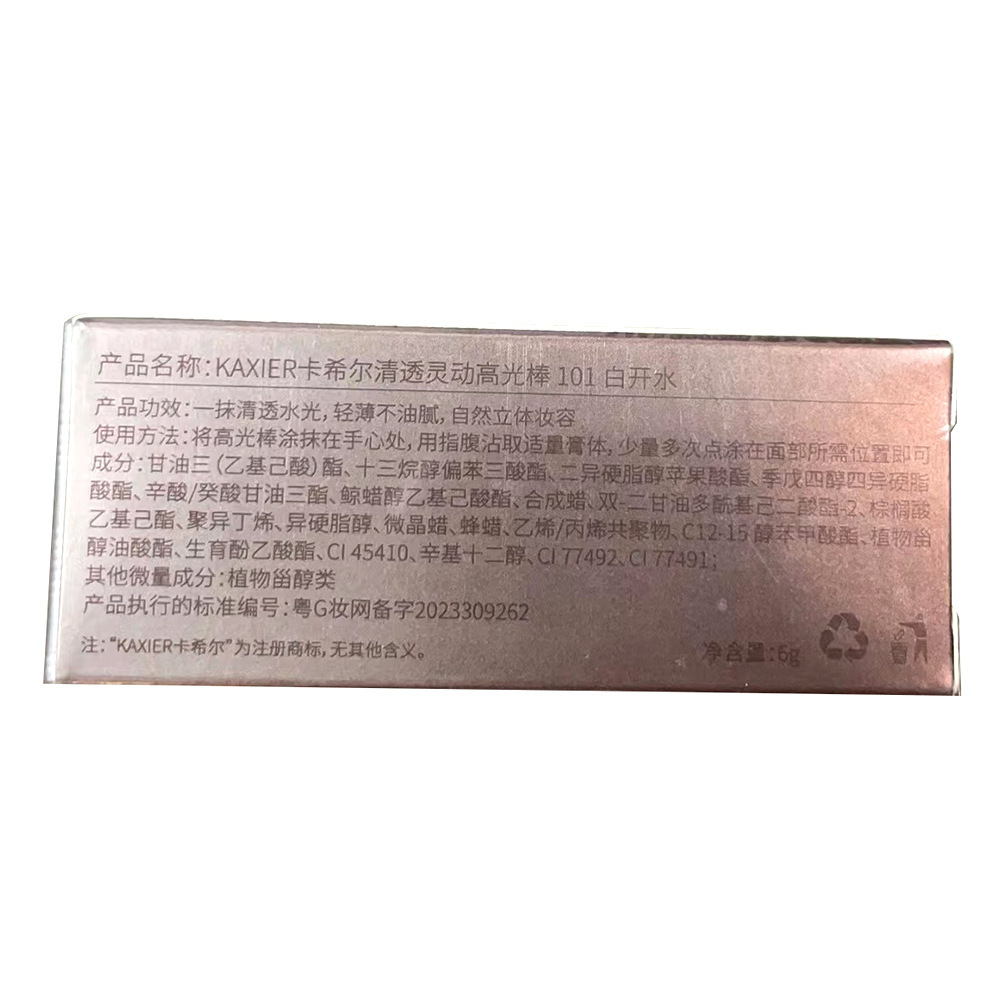 产品名称：KAXIER卡希尔清透灵动高光棒 101 白开水
产品功效：一抹清透水光，轻薄不油腻，自然立体妆容
使用方法：将高光棒涂抹在手心处，用指腹沾取适量膏体，少量多次点涂在面部所需位置即可
成分：甘油三（乙基己酸）酯、十三烷醇偏苯三酸酯、二异硬脂醇苹果酸酯、季戊四醇四异硬脂
酸酯、辛酸/癸酸甘油三酯、鲸蜡醇乙基己酸酯、合成蜡、双-二甘油多酰基己二酸酯-2、棕榈酸
乙基己酯、聚异丁烯、异硬脂醇、微晶蜡、蜂蜡、乙烯/丙烯共聚物、C12-15 醇苯甲酸酯、植物甾
醇油酸酯、生育酚乙酸酯、CI 45410、辛基十二醇、CI 77492、CI 77491；
其他微量成分：植物甾醇类
产品执行的标准编号：粤G妆网备字2023309262
注：“KAXIER卡希尔”为注册商标，无其他含义。
净含量：6g